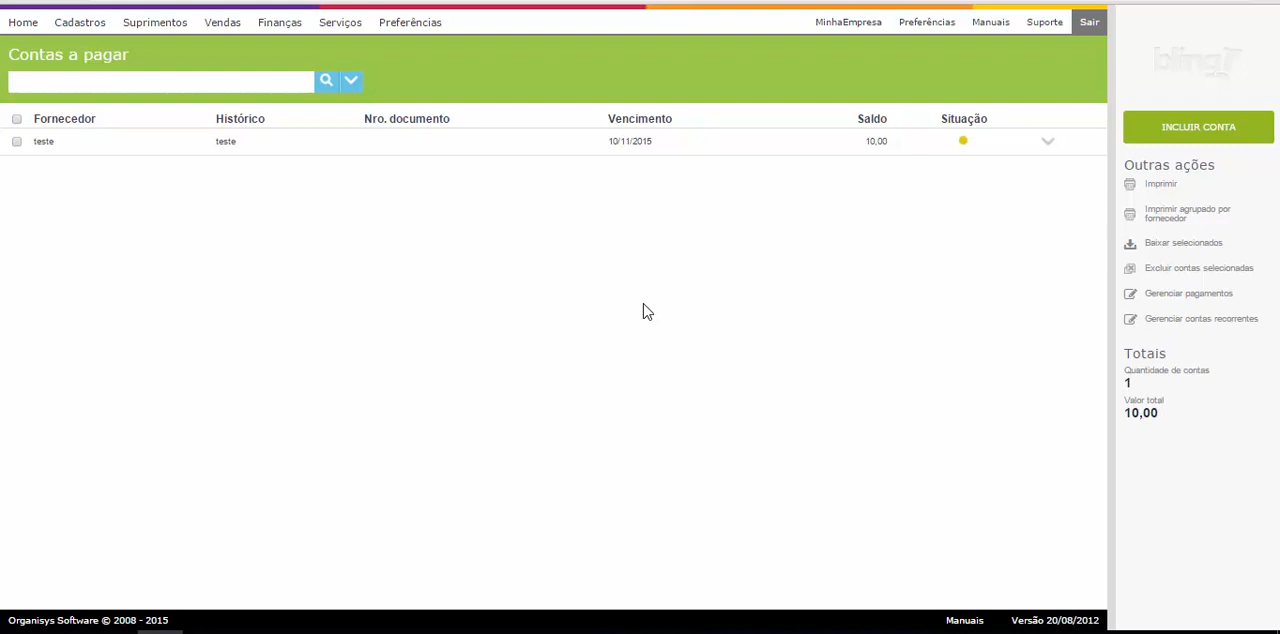 Home Cadastros Suprimentos Vendas Finanças Serviços Preferências MinhaEmpresa Preferências Manuais Suporte Sair
Contas a pagar
Fornecedor Histórico Nro. documento Vencimento Saldo Situação
teste teste 10/11/2015 10,00
bling
INCLUIR CONTA
Outras ações
Imprimir
Imprimir agrupado por
fornecedor
Baixar selecionados
Excluir contas selecionadas
Gerenciar pagamentos
Gerenciar contas recorrentes
Totais
Quantidade de contas
1
Valor total
10,00
Organisys Software © 2008 - 2015 Manuais Versão 20/08/2012